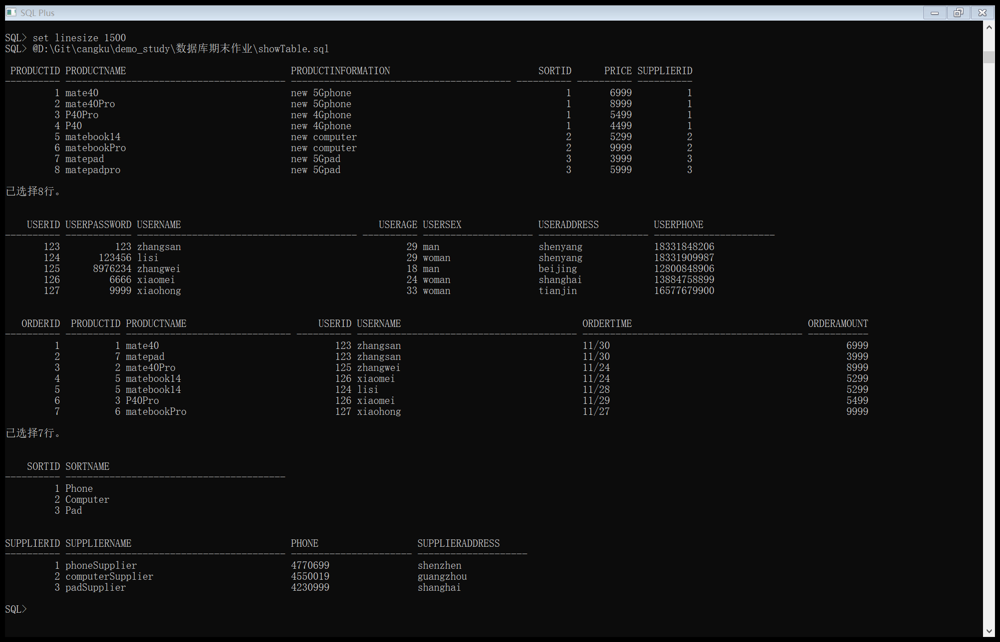 SQL Plus
SQL> set linesize 1500
SQL> @D:\Git\cangku\demo_study\数据库期末作业\showTable.sql
PRODUCTID PRODUCTNAME PRODUCTINFORMATION SORTID PRICE SUPPLIERID
---------- ---------------------------------------- ---------------------------------------- ---------- ---------- ----------
1 mate40 new 5Gphone 1 6999 1
2 mate40Pro new 5Gphone 1 8999 1
3 P40Pro new 4Gphone 1 5499 1
4 P40 new 4Gphone 1 4499 1
5 matebook14 new computer 2 5299 2
6 matebookPro new computer 2 9999 2
7 matepad new 5Gpad 3 3999 3
8 matepadpro new 5Gpad 3 5999 3
已选择8行。
USERID USERPASSWORD USERNAME USERAGE USERSEX USERADDRESS USERPHONE
---------- ------------ ---------------------------------------- ---------- -------------------- -------------------- ----------------------
123 123 zhangsan 29 man shenyang 18331848206
124 123456 lisi 29 woman shenyang 18331909987
125 8976234 zhangwei 18 man beijing 12800848906
126 6666 xiaomei 24 woman shanghai 13884758899
127 9999 xiaohong 33 woman tianjin 16577679900
ORDERID PRODUCTID PRODUCTNAME USERID USERNAME ORDERTIME ORDERAMOUNT
---------- ---------- ------------------------------ ---------- ---------------------------------------- ---------------------------------------- -----------
1 1 mate40 123 zhangsan 11/30 6999
2 7 matepad 123 zhangsan 11/30 3999
3 2 mate40Pro 125 zhangwei 11/24 8999
4 5 matebook14 126 xiaomei 11/24 5299
5 5 matebook14 124 lisi 11/28 5299
6 3 P40Pro 126 xiaomei 11/29 5499
7 6 matebookPro 127 xiaohong 11/27 9999
已选择7行。
SORTID SORTNAME
---------- ----------------------------------------
1 Phone
2 Computer
3 Pad
SUPPLIERID SUPPLIERNAME PHONE SUPPLIERADDRESS
---------- ---------------------------------------- ---------------------- --------------------
1 phoneSupplier 4770699 shenzhen
2 computerSupplier 4550019 guangzhou
3 padSupplier 4230999 shanghai
SQL>